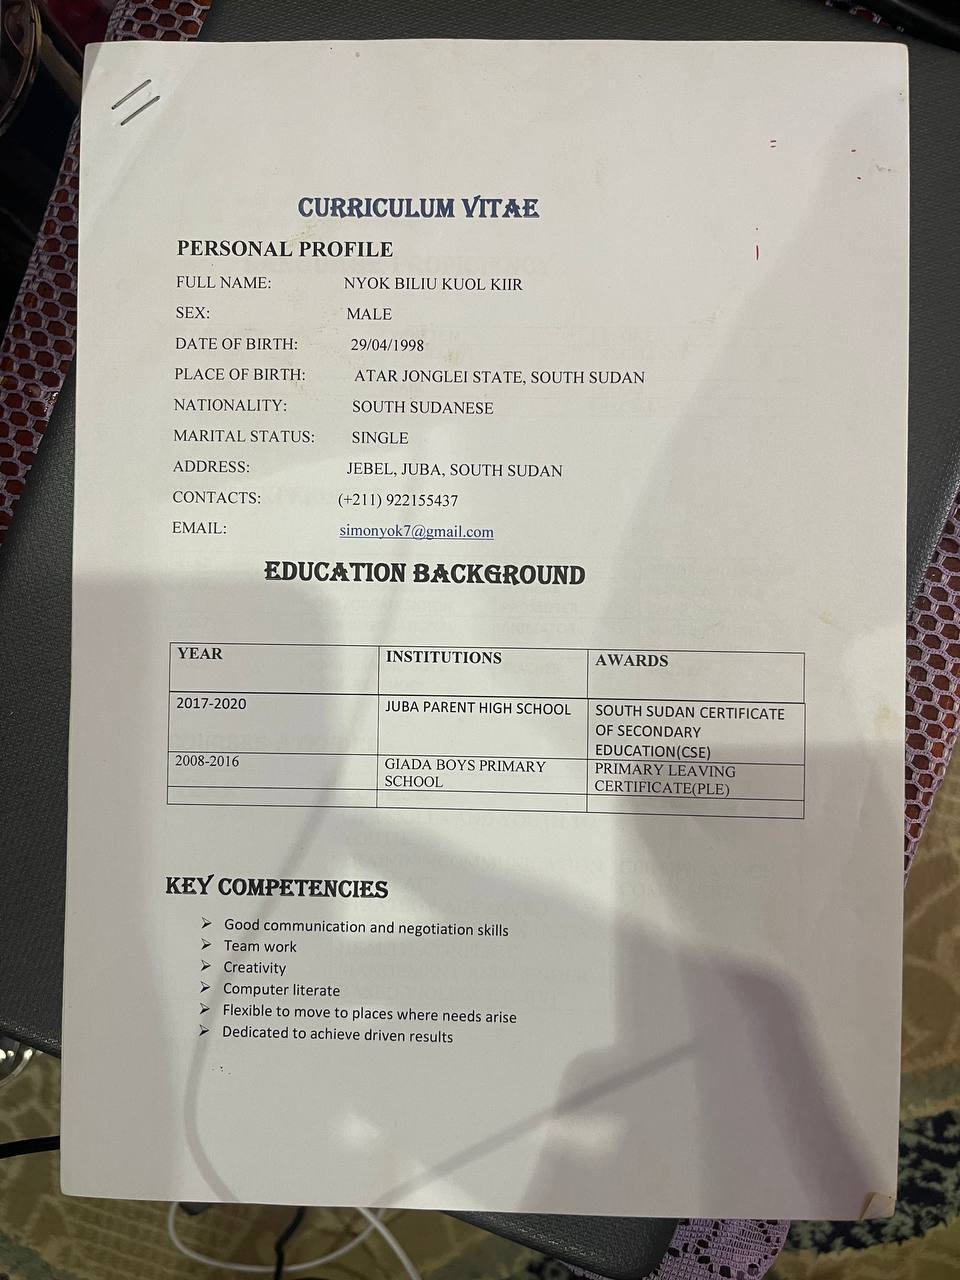 CURRICULUM VITAE
PERSONAL PROFILE
FULL NAME: NYOK BILIU KUOL KIIR
SEX: MALE
DATE OF BIRTH: 29/04/1998
PLACE OF BIRTH: ATAR JONGLEI STATE, SOUTH SUDAN
NATIONALITY: SOUTH SUDANESE
MARITAL STATUS: SINGLE
ADDRESS: JEBEL, JUBA, SOUTH SUDAN
CONTACTS: (+211) 922155437
EMAIL: simonyok7@gmail.com
EDUCATION BACKGROUND
YEAR INSTITUTIONS AWARDS
2017-2020 JUBA PARENT HIGH SCHOOL SOUTH SUDAN CERTIFICATE
OF SECONDARY
EDUCATION(CSE)
2008-2016 GIADA BOYS PRIMARY PRIMARY LEAVING
SCHOOL CERTIFICATE(PLE)
KEY COMPETENCIES
➢ Good communication and negotiation skills
➢ Team work
➢ Creativity
➢ Computer literate
➢ Flexible to move to places where needs arise
➢ Dedicated to achieve driven results